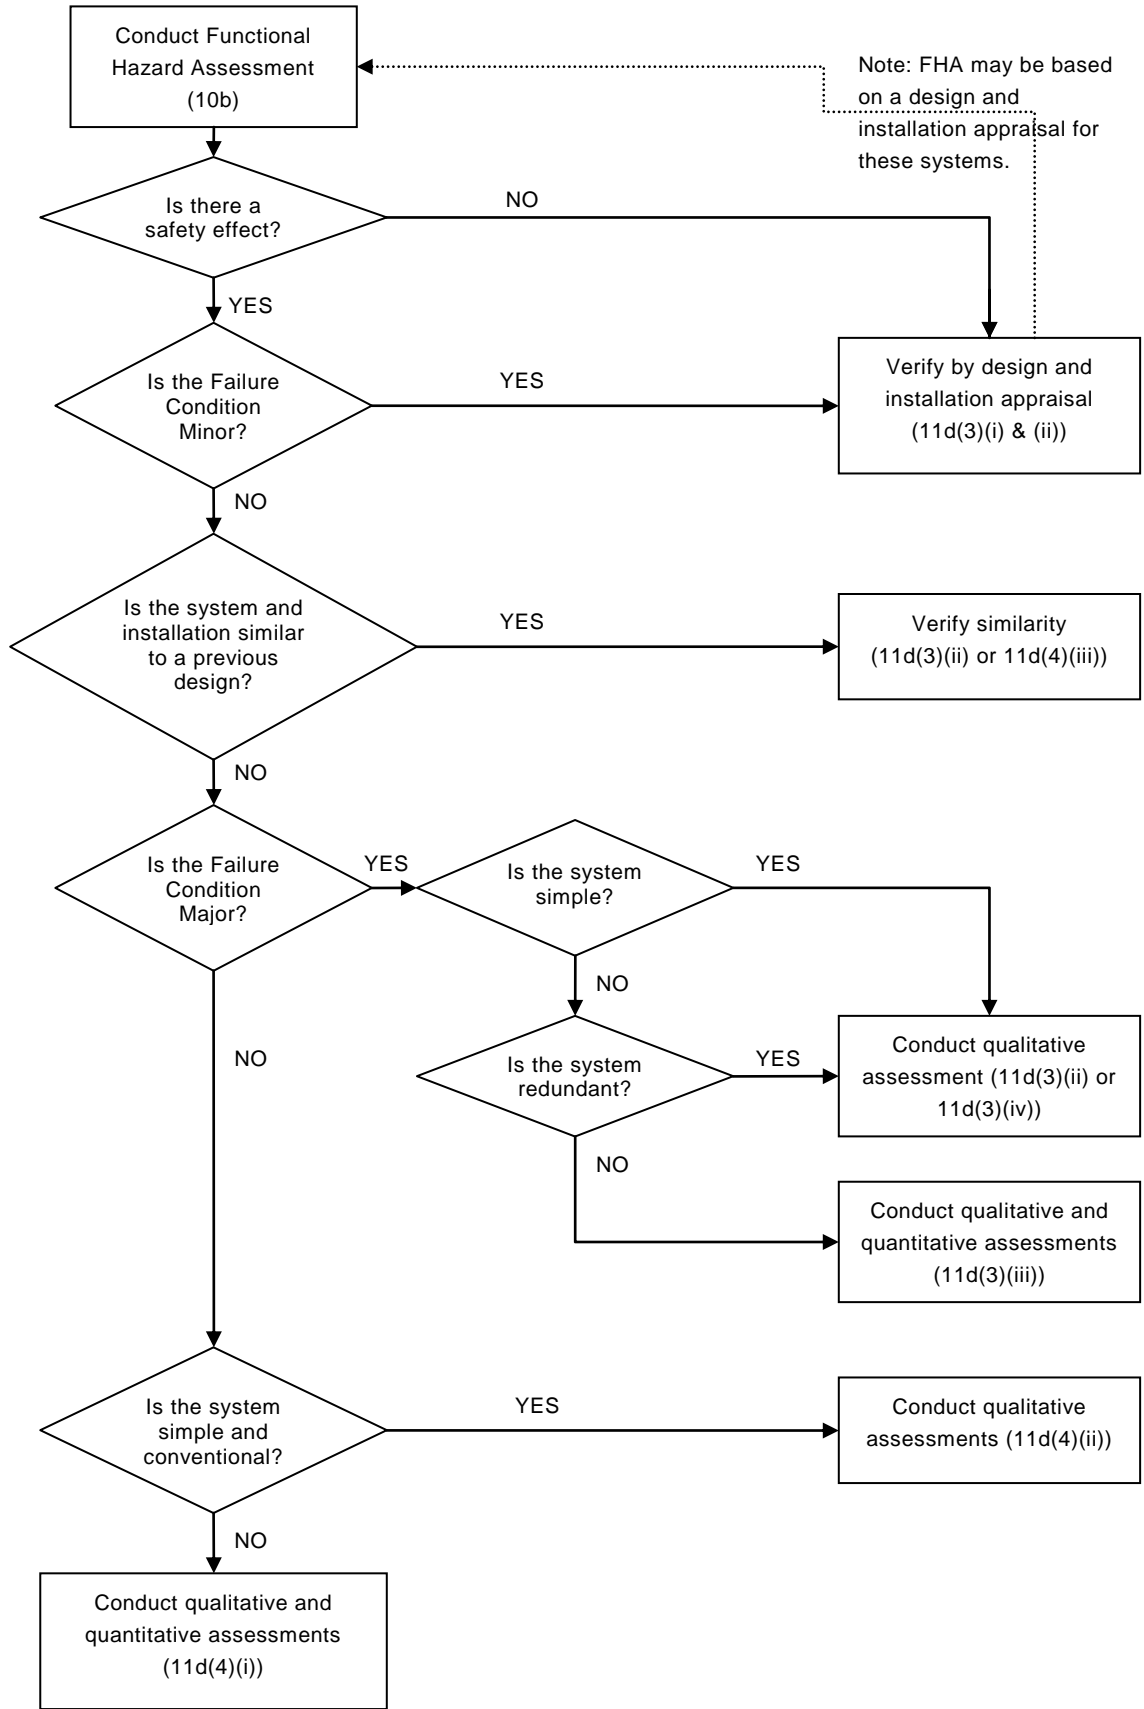 Conduct Functional
Hazard Assessment
(10b)
Note: FHA may be based
on a design and
installation appraisal for
these systems.
Is there a
safety effect?
NO
YES
Is the Failure
Condition
Minor?
YES
Verify by design and
installation appraisal
(11d(3)(i) & (ii))
NO
Is the system and
installation similar
to a previous
design?
YES
Verify similarity
(11d(3)(ii) or 11d(4)(iii))
NO
Is the Failure
Condition
Major?
YES
Is the system
simple?
YES
NO
NO
Is the system
redundant?
YES
Conduct qualitative
assessment (11d(3)(ii) or
11d(3)(iv))
NO
Conduct qualitative and
quantitative assessments
(11d(3)(iii))
Is the system
simple and
conventional?
YES
Conduct qualitative
assessments (11d(4)(ii))
NO
Conduct qualitative and
quantitative assessments
(11d(4)(i))